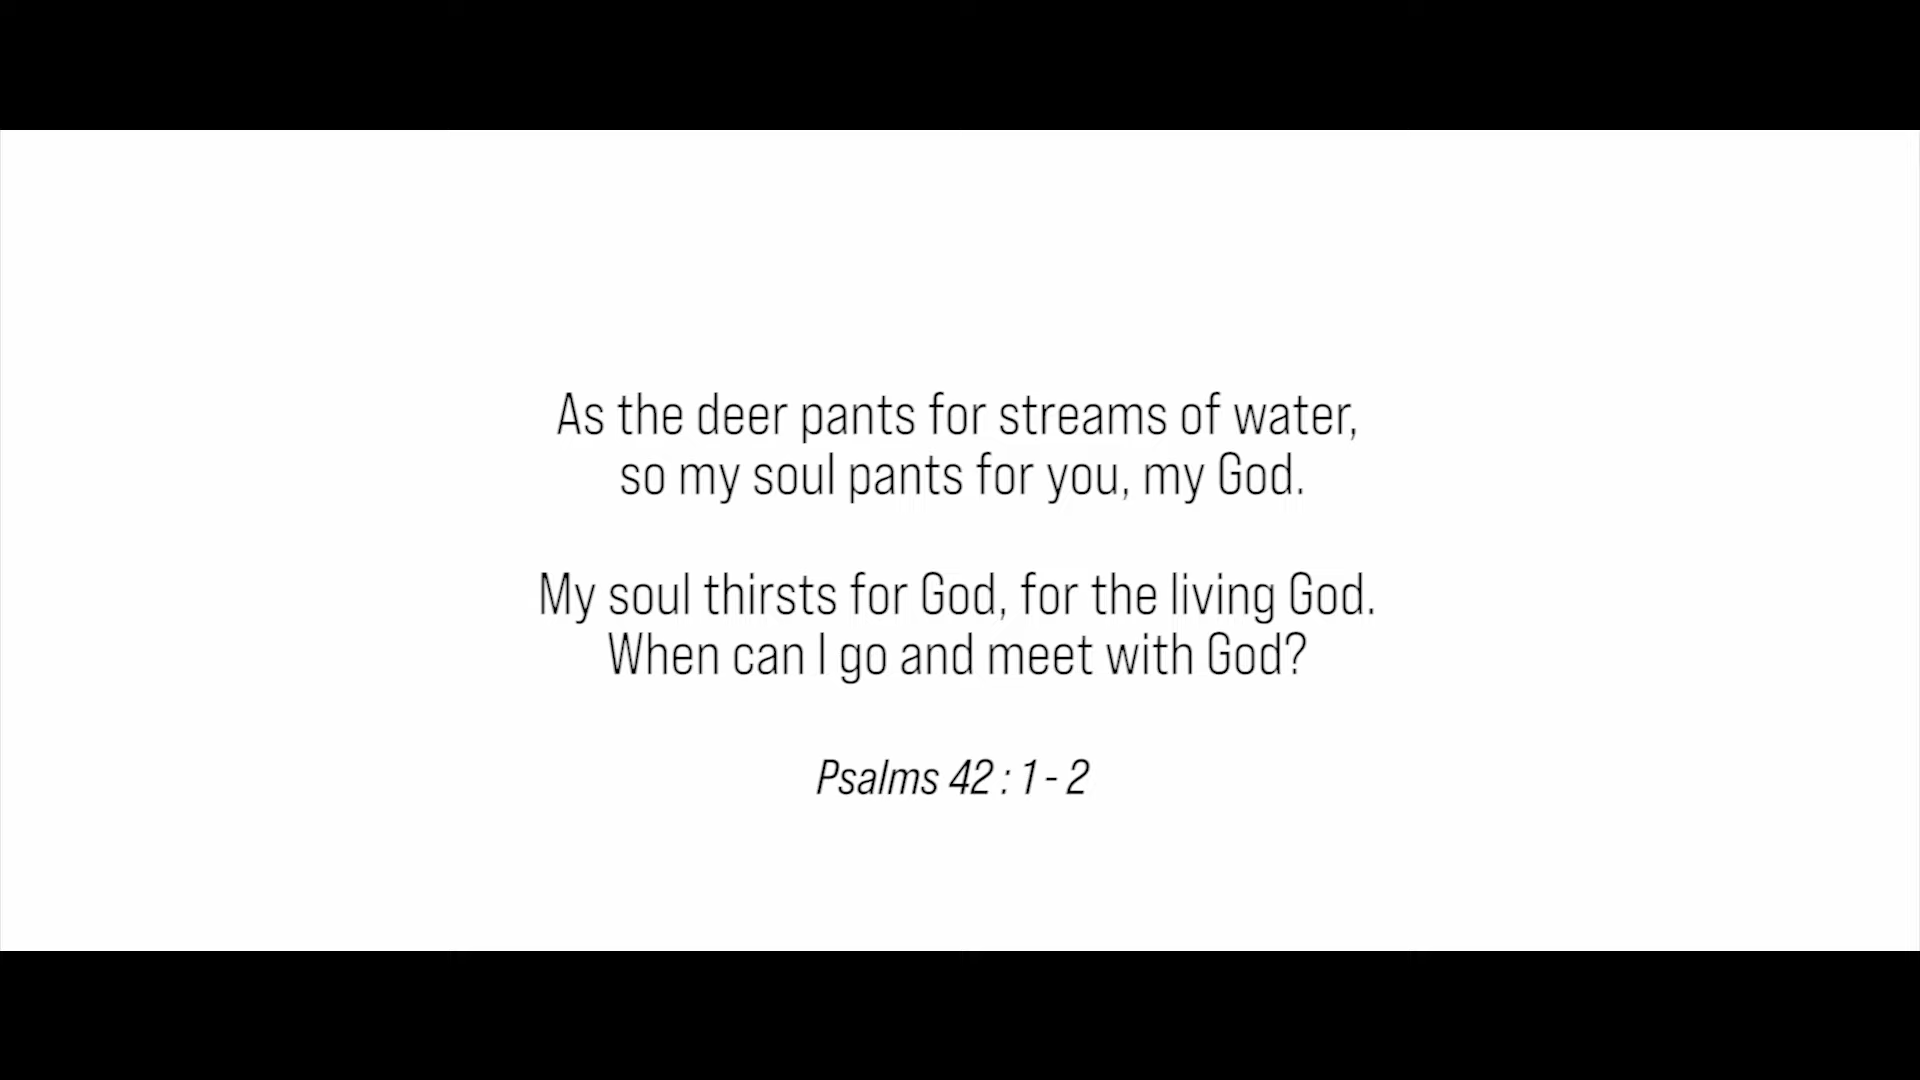 As the deer pants for streams of water,
so my soul pants for you, my God.
My soul thirsts for God, for the living God.
When can I go and meet with God?
Psalms 42 : 1 - 2